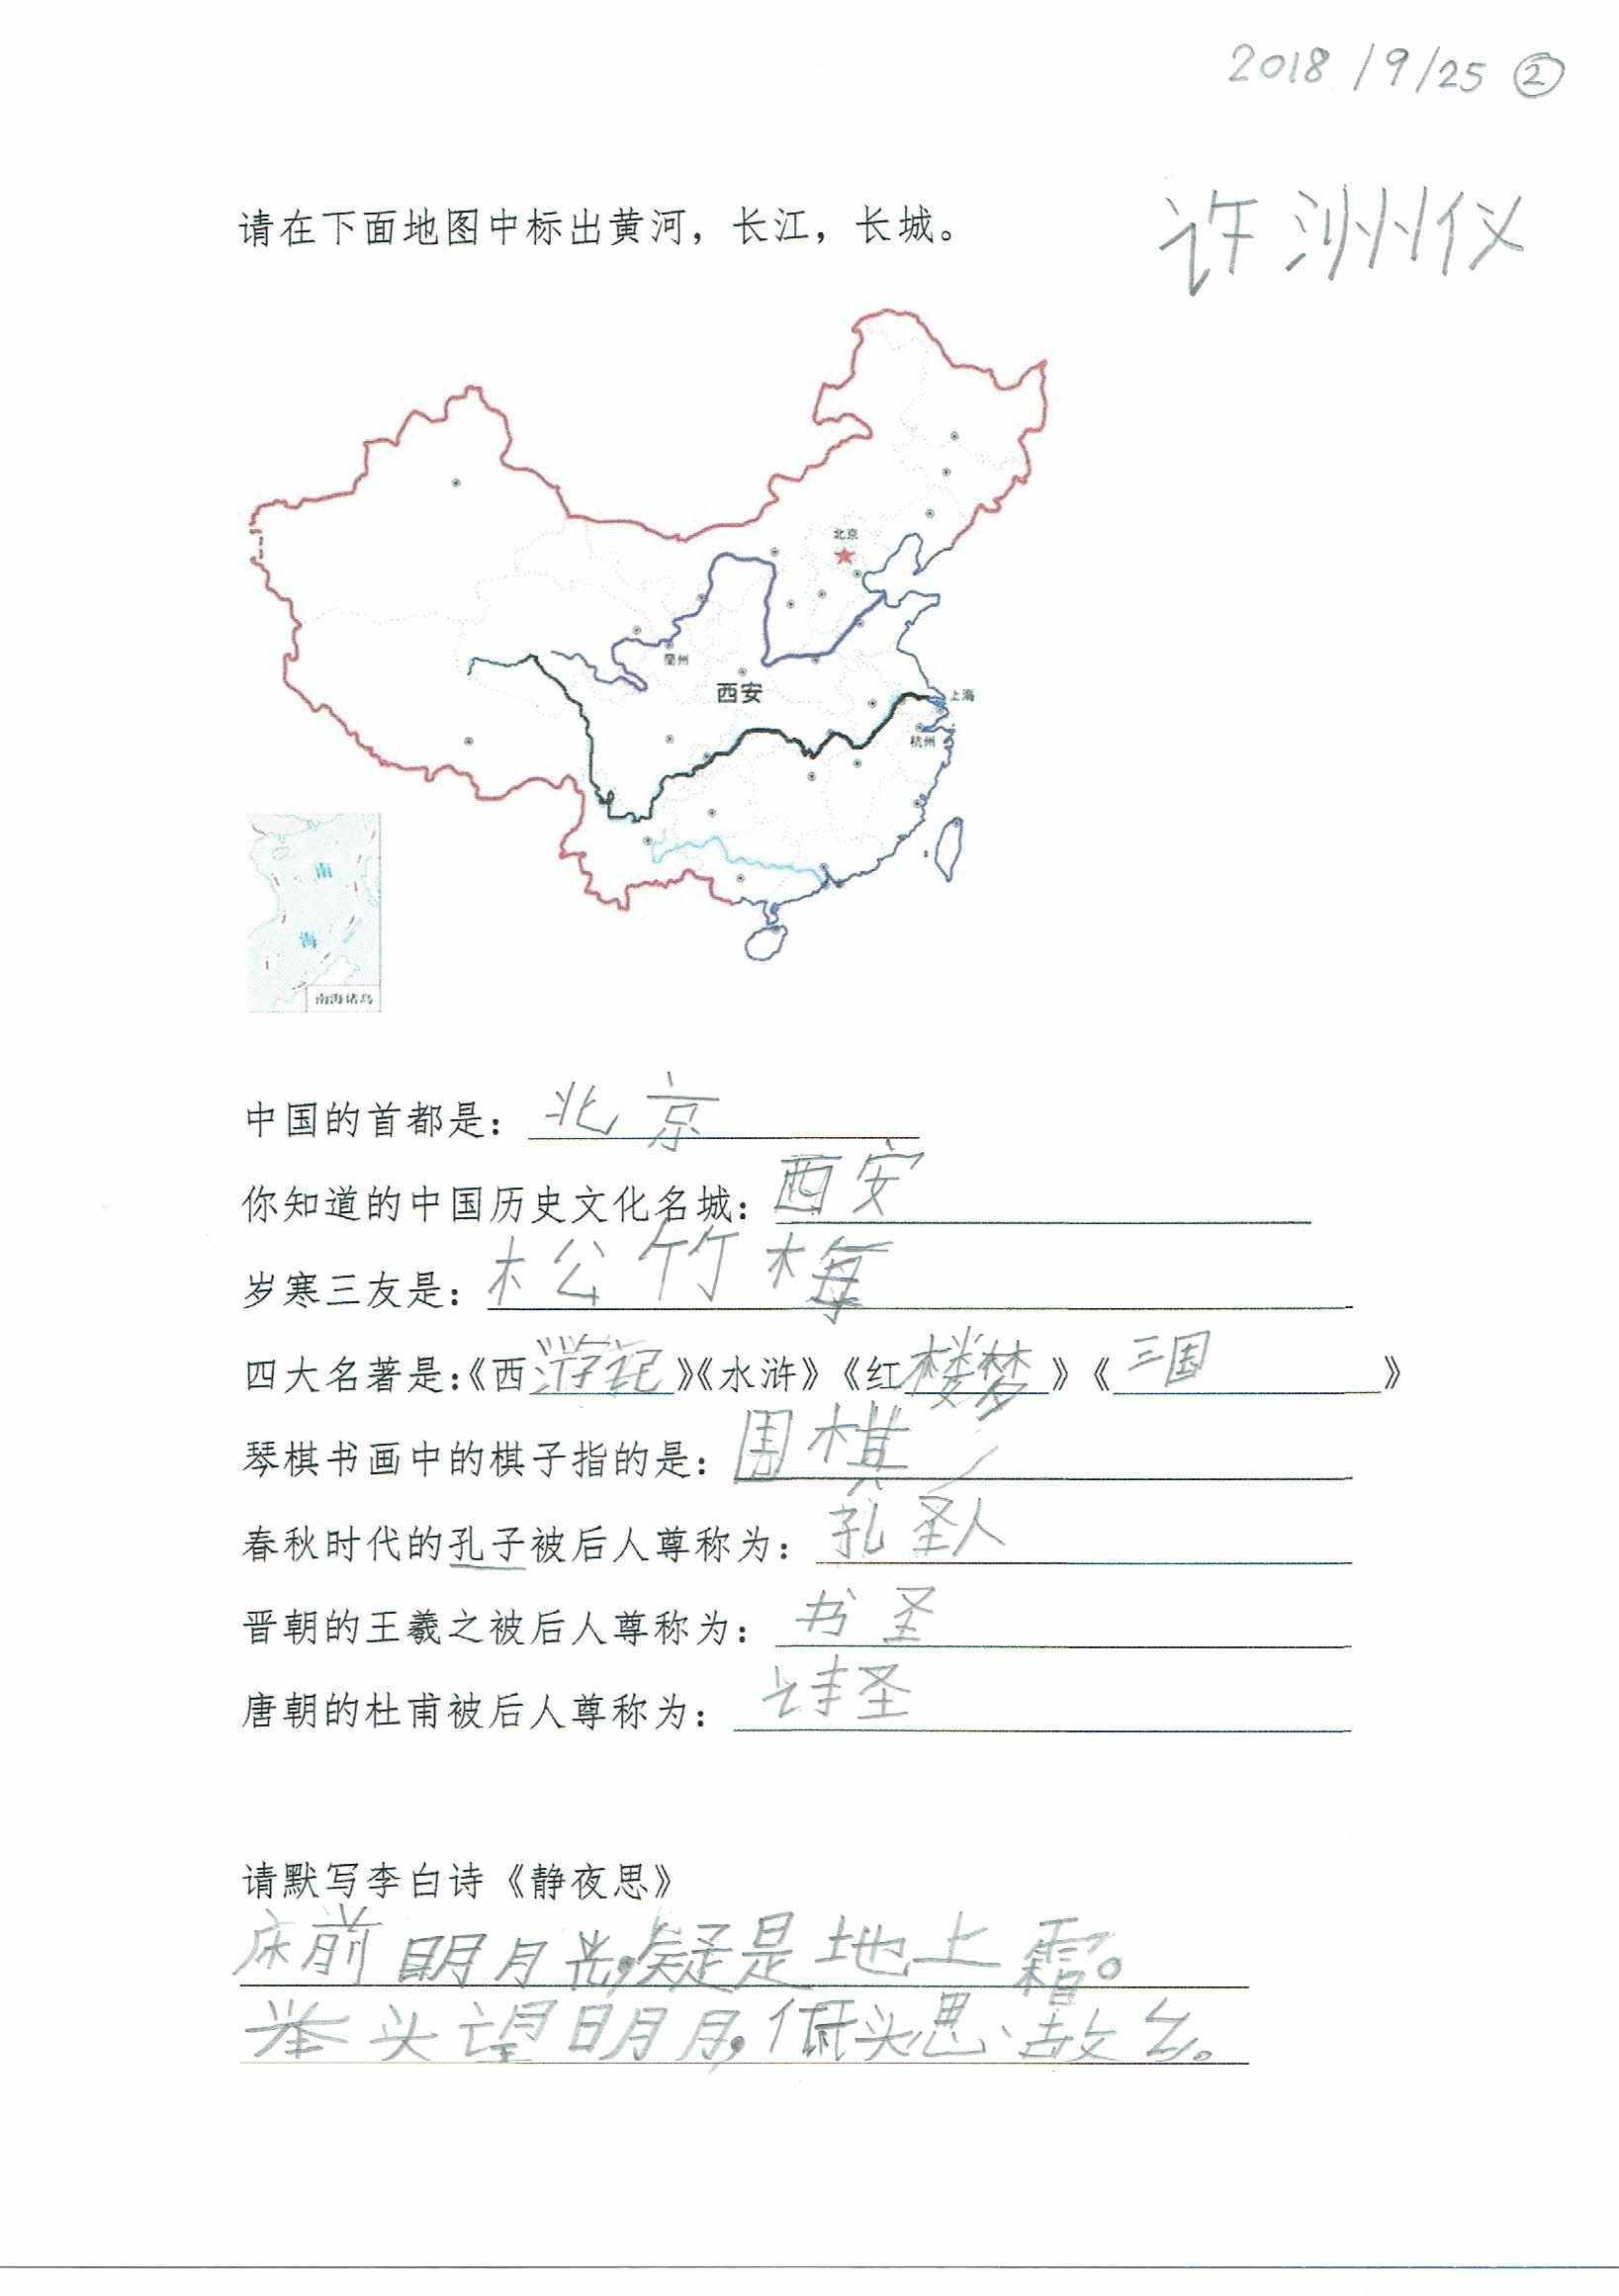 2018/9/25 ②
请在下面地图中标出黄河，长江，长城。
许洲仪
北京
兰州
西安
上海
杭州
南
海
南海诸岛
中国的首都是：北京
你知道的中国历史文化名城：西安
岁寒三友是：松竹梅
四大名著是：《西游记》《水浒》《红楼梦》《三国》
琴棋书画中的棋子指的是：围棋
春秋时代的孔子被后人尊称为：孔圣人
晋朝的王羲之被后人尊称为：书圣
唐朝的杜甫被后人尊称为：诗圣
请默写李白诗《静夜思》
床前明月光，疑是地上霜。
举头望明月，低头思故乡。